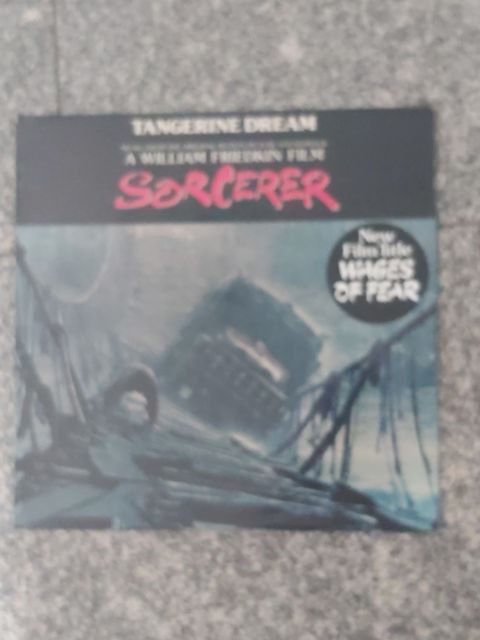 TANGERINE DREAM
A WILLIAM FRIEDKIN FILM
SORCERER
New
Film Title
WAGES
OF FEAR